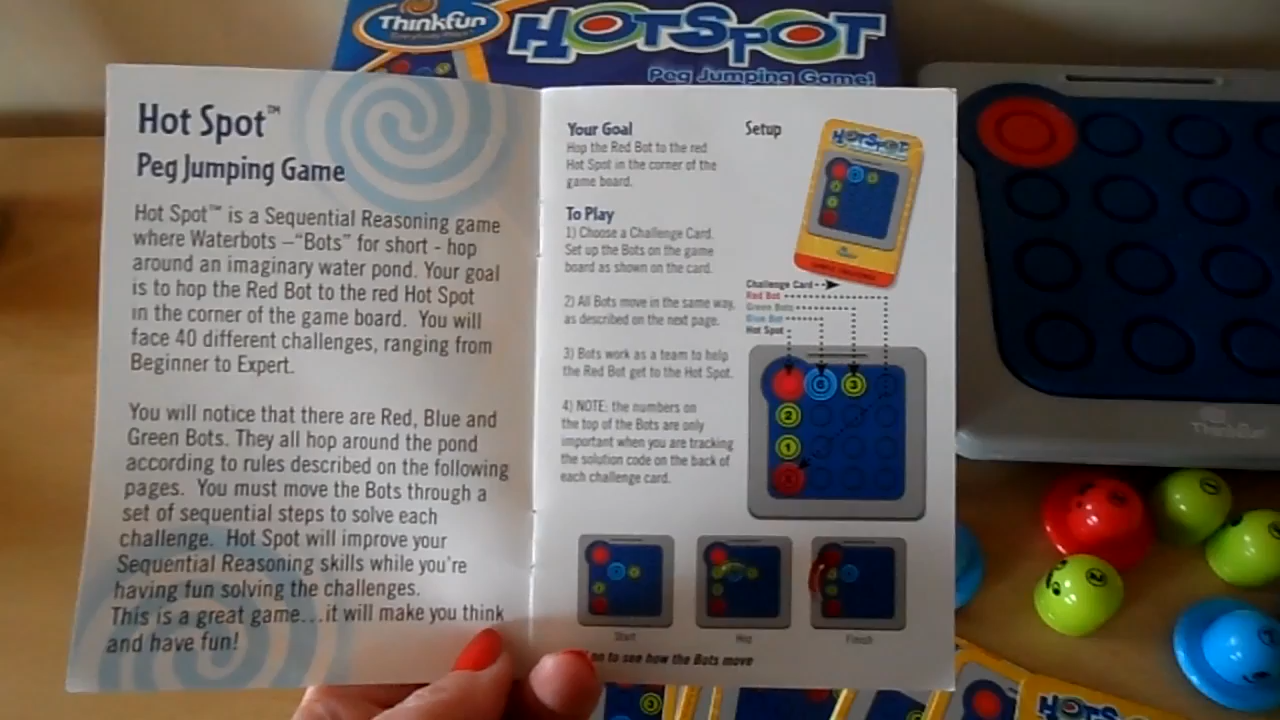 Thinkfun
HOTSPOT
Peg Jumping Game!
Hot Spot™
Peg Jumping Game
Hot Spot™ is a Sequential Reasoning game
where Waterbots –“Bots” for short - hop
around an imaginary water pond. Your goal
is to hop the Red Bot to the red Hot Spot
in the corner of the game board. You will
face 40 different challenges, ranging from
Beginner to Expert.
You will notice that there are Red, Blue and
Green Bots. They all hop around the pond
according to rules described on the following
pages. You must move the Bots through a
set of sequential steps to solve each
challenge. Hot Spot will improve your
Sequential Reasoning skills while you're
having fun solving the challenges.
This is a great game...it will make you think
and have fun!
Your Goal
Hop the Red Bot to the red
Hot Spot in the corner of the
game board.
To Play
1) Choose a Challenge Card.
Set up the Bots on the game
board as shown on the card.
2) All Bots move in the same way,
as described on the next page.
3) Bots work as a team to help
the Red Bot get to the Hot Spot.
4) NOTE: the numbers on
the top of the Bots are only
important when you are tracking
the solution code on the back of
each challenge card.
Setup
HOTSPOT
Challenge Card
Red Bot
Green Bots
Blue Bot
Hot Spot
3
2
1
Start
Hop
Finish
to see how the Bots move
ThinkFun
1
2
3
HOTS